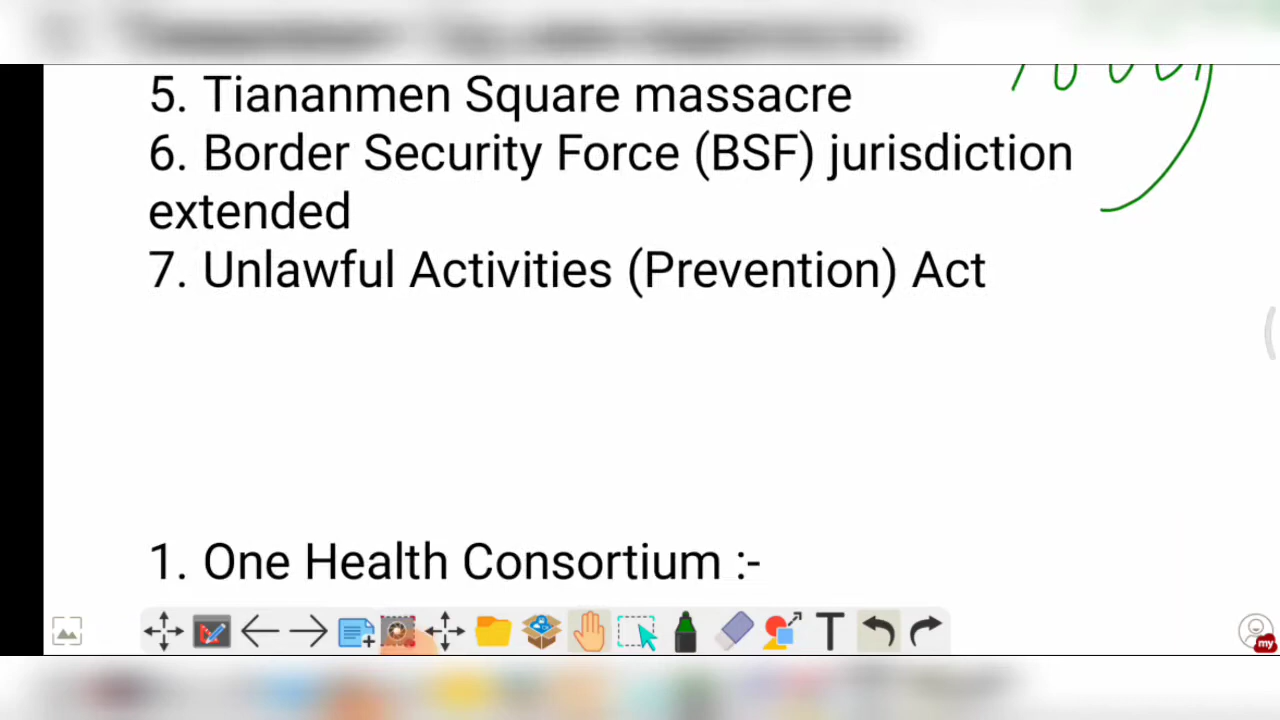 5. Tiananmen Square massacre
6. Border Security Force (BSF) jurisdiction
extended
7. Unlawful Activities (Prevention) Act
1. One Health Consortium :-
T
my